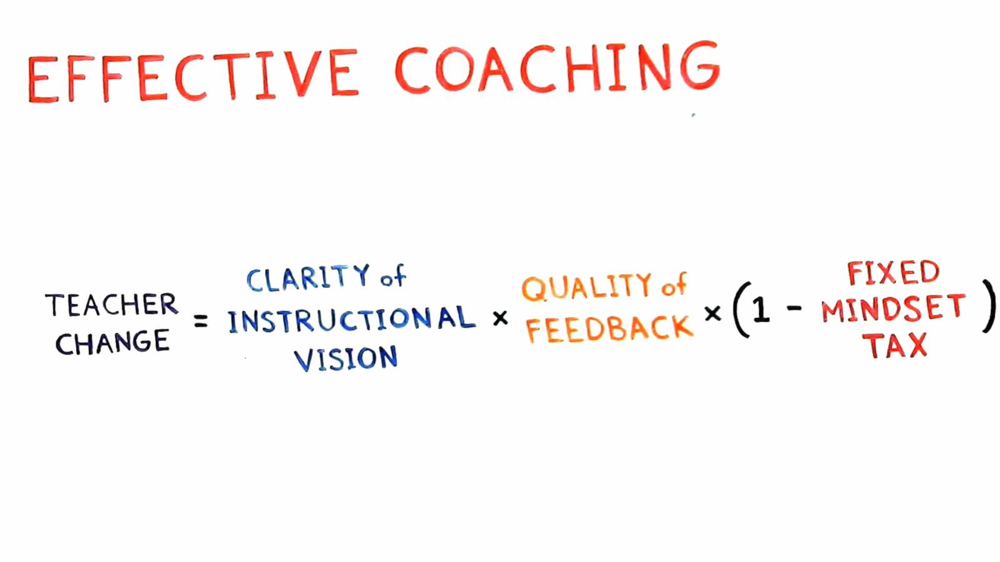 EFFECTIVE COACHING
TEACHER
CHANGE
=
CLARITY of
INSTRUCTIONAL
VISION
×
QUALITY of
FEEDBACK
×
(1 -
FIXED
MINDSET
TAX
)